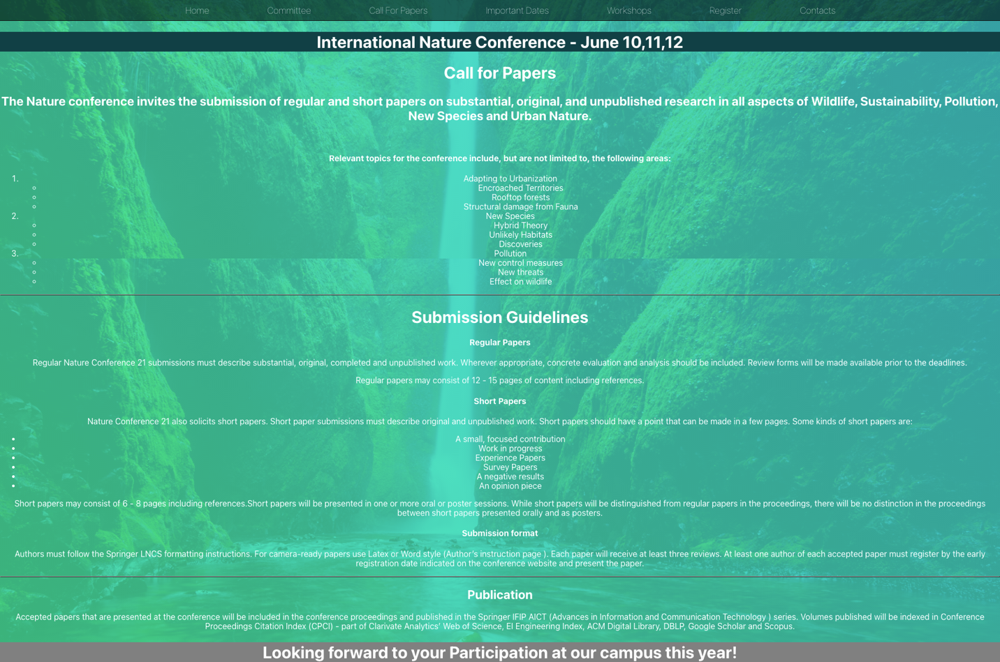 Home Committee Call For Papers Important Dates Workshops Register Contacts
International Nature Conference - June 10,11,12
Call for Papers
The Nature conference invites the submission of regular and short papers on substantial, original, and unpublished research in all aspects of Wildlife, Sustainability, Pollution,
New Species and Urban Nature.
Relevant topics for the conference include, but are not limited to, the following areas:
1. Adapting to Urbanization
Encroached Territories
Rooftop forests
Structural damage from Fauna
2. New Species
Hybrid Theory
Unlikely Habitats
Discoveries
3. Pollution
New control measures
New threats
Effect on wildlife
Submission Guidelines
Regular Papers
Regular Nature Conference 21 submissions must describe substantial, original, completed and unpublished work. Wherever appropriate, concrete evaluation and analysis should be included. Review forms will be made available prior to the deadlines.
Regular papers may consist of 12 - 15 pages of content including references.
Short Papers
Nature Conference 21 also solicits short papers. Short paper submissions must describe original and unpublished work. Short papers should have a point that can be made in a few pages. Some kinds of short papers are:
A small, focused contribution
Work in progress
Experience Papers
Survey Papers
A negative results
An opinion piece
Short papers may consist of 6 - 8 pages including references.Short papers will be presented in one or more oral or poster sessions. While short papers will be distinguished from regular papers in the proceedings, there will be no distinction in the proceedings
between short papers presented orally and as posters.
Submission format
Authors must follow the Springer LNCS formatting instructions. For camera-ready papers use Latex or Word style (Author's instruction page ). Each paper will receive at least three reviews. At least one author of each accepted paper must register by the early
registration date indicated on the conference website and present the paper.
Publication
Accepted papers that are presented at the conference will be included in the conference proceedings and published in the Springer IFIP AICT (Advances in Information and Communication Technology ) series. Volumes published will be indexed in Conference
Proceedings Citation Index (CPCI) - part of Clarivate Analytics' Web of Science, EI Engineering Index, ACM Digital Library, DBLP, Google Scholar and Scopus.
Looking forward to your Participation at our campus this year!